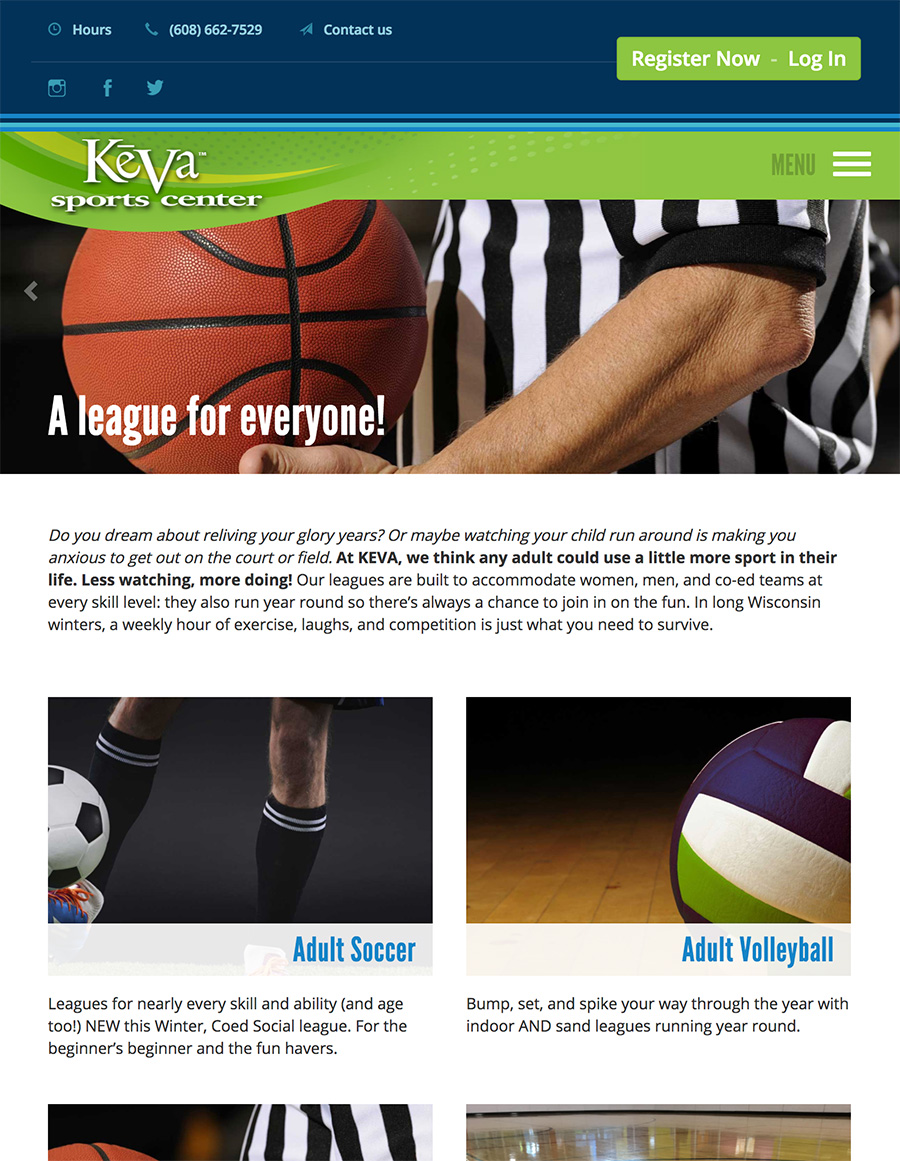 Hours (608) 662-7529 Contact us
Register Now - Log In
KēVa™
sports center
MENU
A league for everyone!
Do you dream about reliving your glory years? Or maybe watching your child run around is making you
anxious to get out on the court or field. At KEVA, we think any adult could use a little more sport in their
life. Less watching, more doing! Our leagues are built to accommodate women, men, and co-ed teams at
every skill level: they also run year round so there’s always a chance to join in on the fun. In long Wisconsin
winters, a weekly hour of exercise, laughs, and competition is just what you need to survive.
Adult Soccer
Leagues for nearly every skill and ability (and age
too!) NEW this Winter, Coed Social league. For the
beginner’s beginner and the fun havers.
Adult Volleyball
Bump, set, and spike your way through the year with
indoor AND sand leagues running year round.